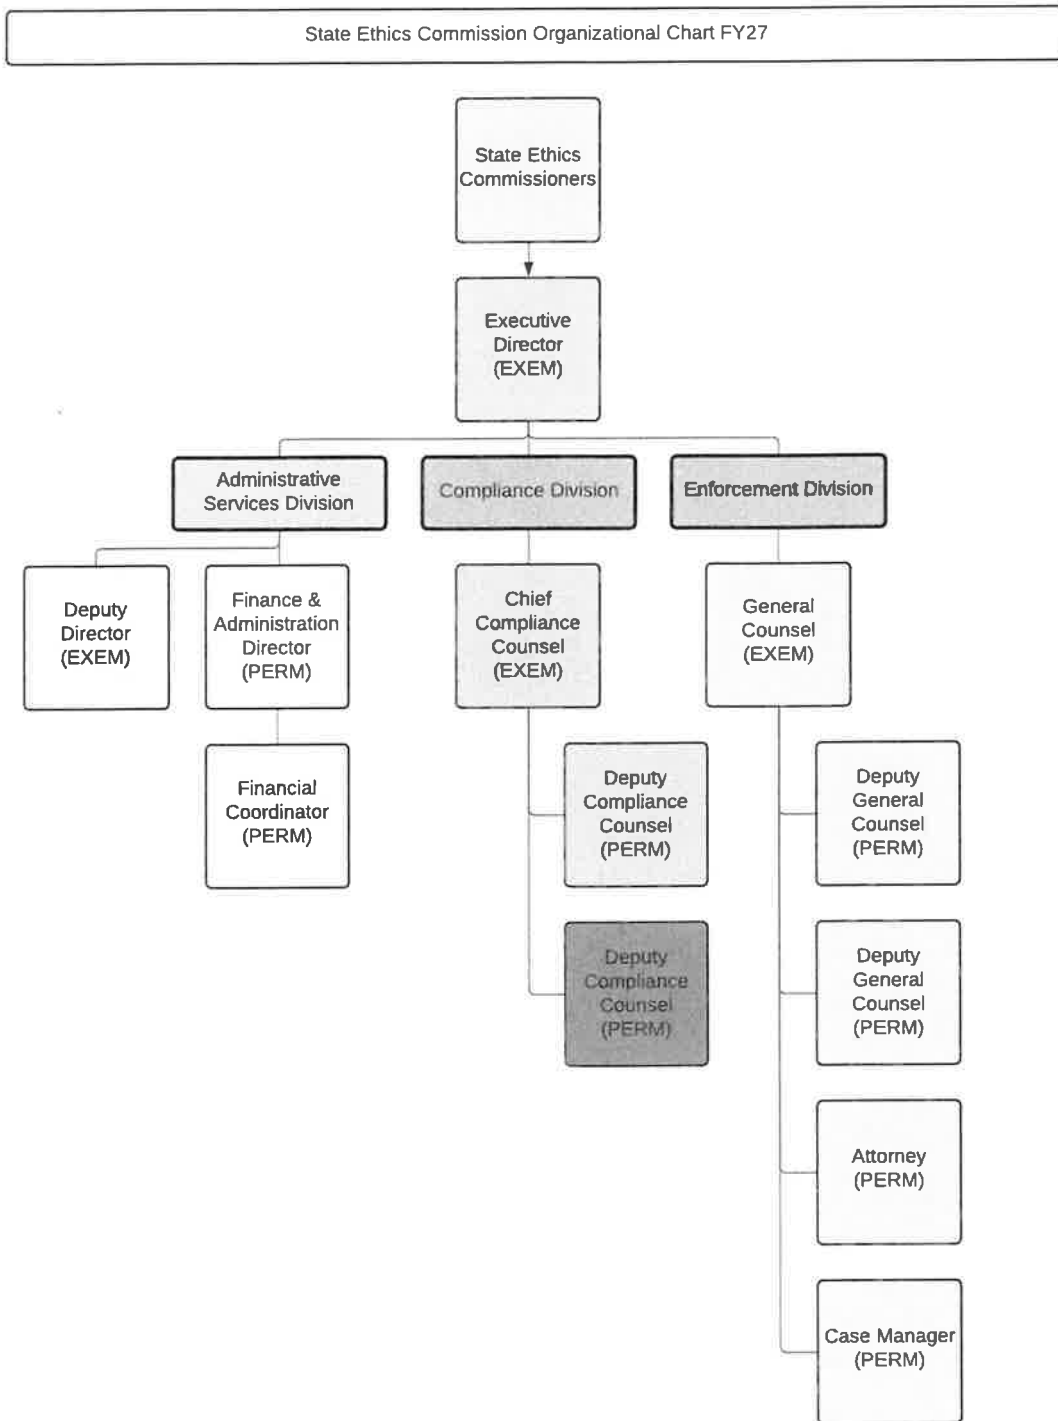 State Ethics Commission Organizational Chart FY27
State Ethics
Commissioners
Executive
Director
(EXEM)
Administrative
Services Division
Compliance Division
Enforcement Division
Deputy
Director
(EXEM)
Finance &
Administration
Director
(PERM)
Chief
Compliance
Counsel
(EXEM)
General
Counsel
(EXEM)
Financial
Coordinator
(PERM)
Deputy
Compliance
Counsel
(PERM)
Deputy
General
Counsel
(PERM)
Deputy
Compliance
Counsel
(PERM)
Deputy
General
Counsel
(PERM)
Attorney
(PERM)
Case Manager
(PERM)